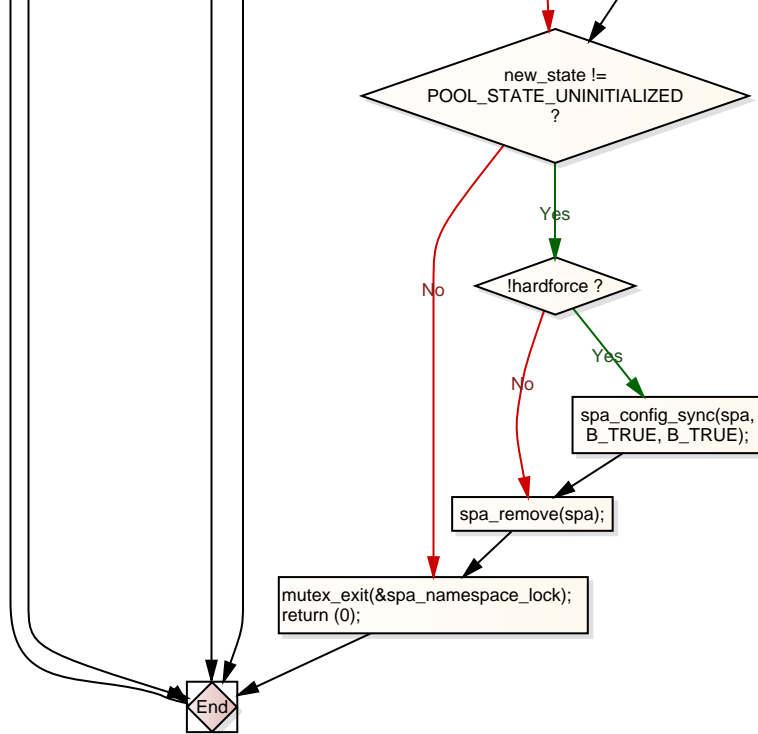 new_state !=
POOL_STATE_UNINITIALIZED
?
Yes
No
!hardforce ?
Yes
No
spa_config_sync(spa,
B_TRUE, B_TRUE);
spa_remove(spa);
mutex_exit(&spa_namespace_lock);
return (0);
End